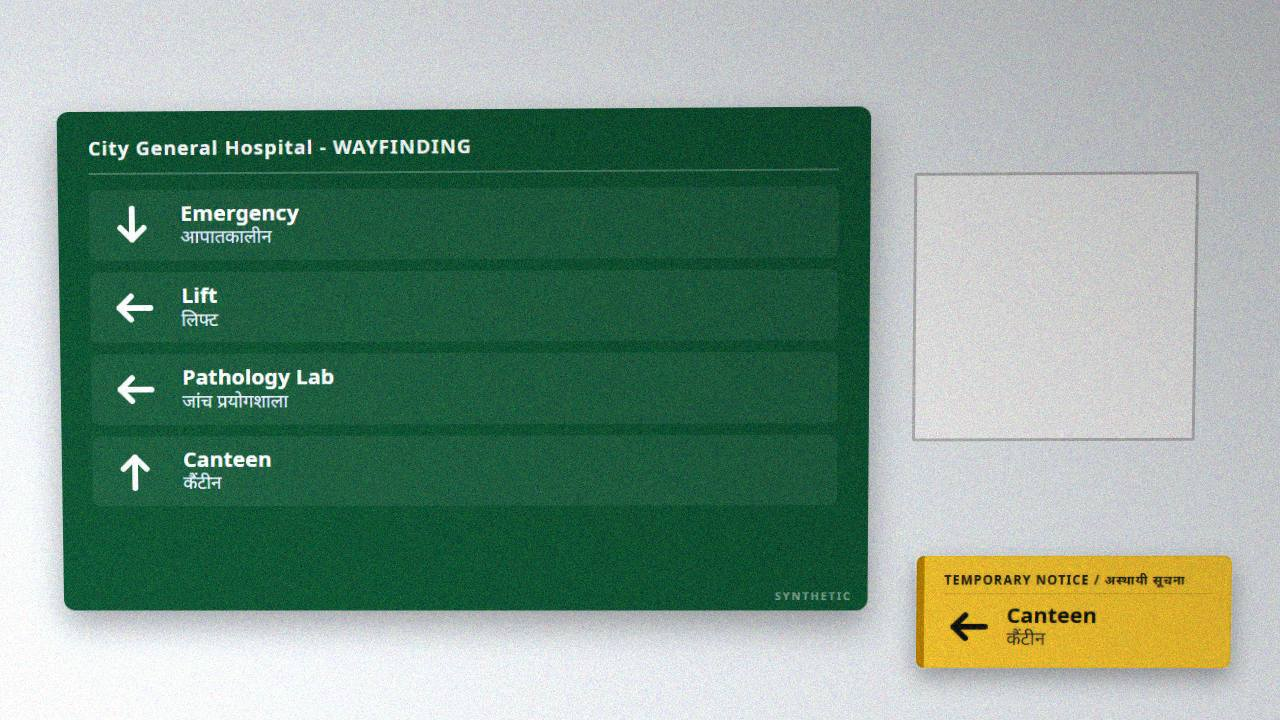 City General Hospital - WAYFINDING
Emergency
आपातकालीन
Lift
लिफ्ट
Pathology Lab
जांच प्रयोगशाला
Canteen
कैंटीन
SYNTHETIC
TEMPORARY NOTICE / अस्थायी सूचना
Canteen
कैंटीन